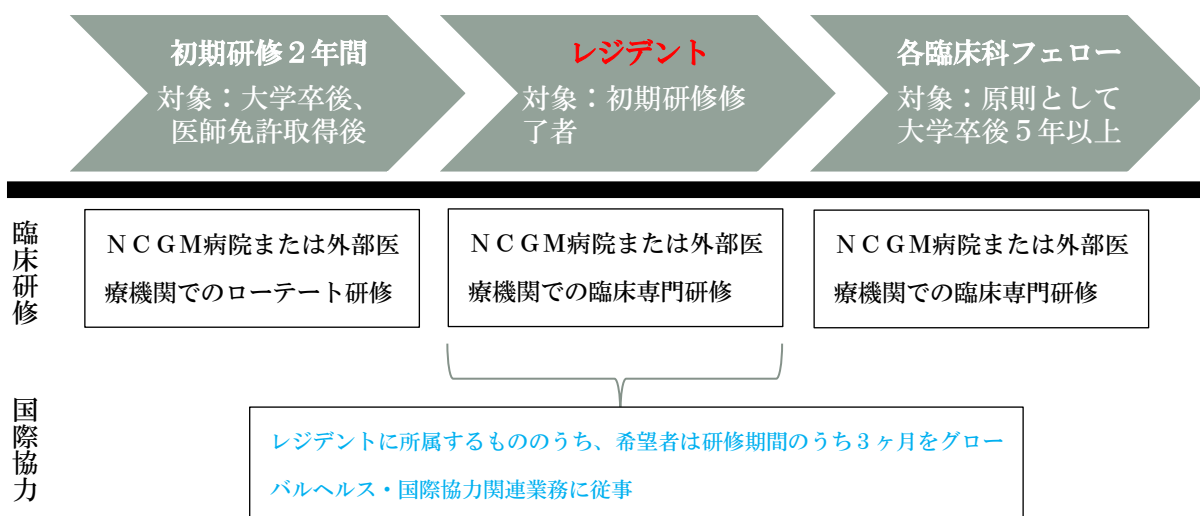 初期研修２年間
対象：大学卒後、
医師免許取得後
レジデント
対象：初期研修修
了者
各臨床科フェロー
対象：原則として
大学卒後５年以上
臨床研修
ＮＣＧＭ病院または外部医
療機関でのローテート研修
ＮＣＧＭ病院または外部医
療機関での臨床専門研修
ＮＣＧＭ病院または外部医
療機関での臨床専門研修
国際協力
レジデントに所属するもののうち、希望者は研修期間のうち３ヶ月をグロー
バルヘルス・国際協力関連業務に従事